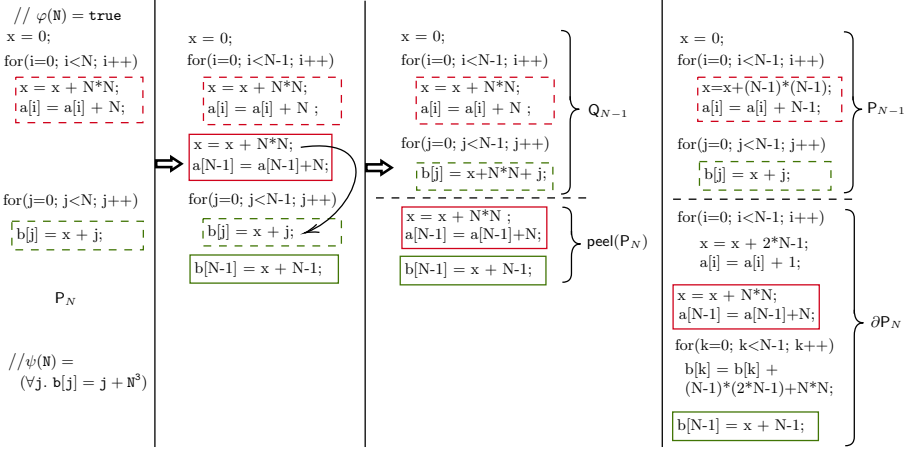 // φ(N) = true
x = 0;
for(i=0; i<N; i++)
x = x + N*N;
a[i] = a[i] + N;
for(j=0; j<N; j++)
b[j] = x + j;
P_N
//ψ(N) =
(∀j. b[j] = j + N³)
x = 0;
for(i=0; i<N-1; i++)
x = x + N*N;
a[i] = a[i] + N ;
x = x + N*N;
a[N-1] = a[N-1]+N;
for(j=0; j<N-1; j++)
b[j] = x + j;
b[N-1] = x + N-1;
x = 0;
for(i=0; i<N-1; i++)
x = x + N*N;
a[i] = a[i] + N ;
for(j=0; j<N-1; j++)
b[j] = x+N*N+ j;
Q_{N−1}
x = x + N*N ;
a[N-1] = a[N-1]+N;
b[N-1] = x + N-1;
peel(P_N)
x = 0;
for(i=0; i<N-1; i++)
x=x+(N-1)*(N-1);
a[i] = a[i] + N-1;
for(j=0; j<N-1; j++)
b[j] = x + j;
P_{N−1}
for(i=0; i<N-1; i++)
x = x + 2*N-1;
a[i] = a[i] + 1;
x = x + N*N;
a[N-1] = a[N-1]+N;
for(k=0; k<N-1; k++)
b[k] = b[k] +
(N-1)*(2*N-1)+N*N;
b[N-1] = x + N-1;
∂P_N